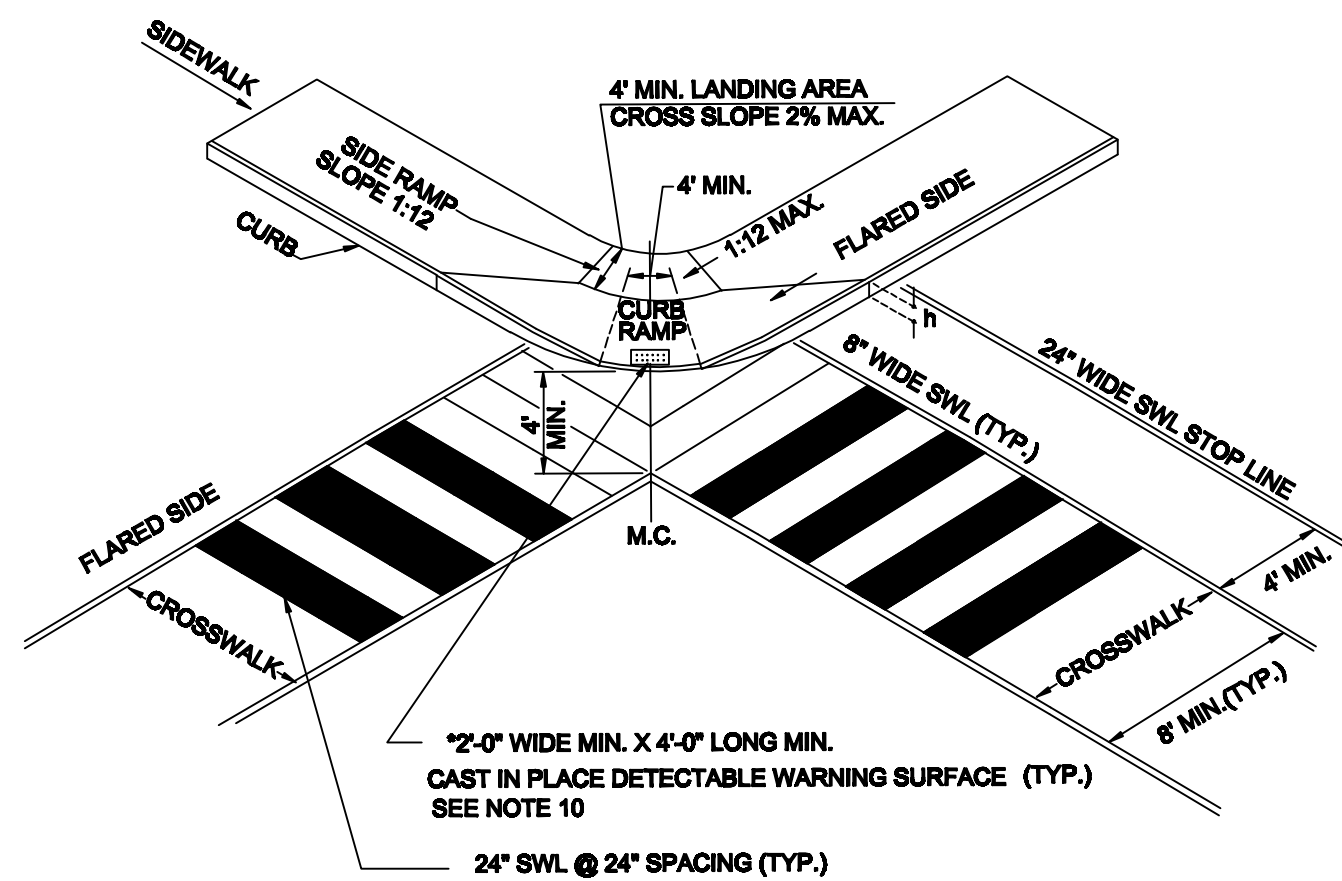 SIDEWALK
4' MIN. LANDING AREA
CROSS SLOPE 2% MAX.
SIDE RAMP
SLOPE 1:12
4' MIN.
1:12 MAX.
FLARED SIDE
CURB
CURB
RAMP
h
8" WIDE SWL (TYP.)
24" WIDE SWL STOP LINE
4'
MIN.
FLARED SIDE
M.C.
4' MIN.
CROSSWALK
CROSSWALK
8' MIN.(TYP.)
*2'-0" WIDE MIN. X 4'-0" LONG MIN.
CAST IN PLACE DETECTABLE WARNING SURFACE (TYP.)
SEE NOTE 10
24" SWL @ 24" SPACING (TYP.)